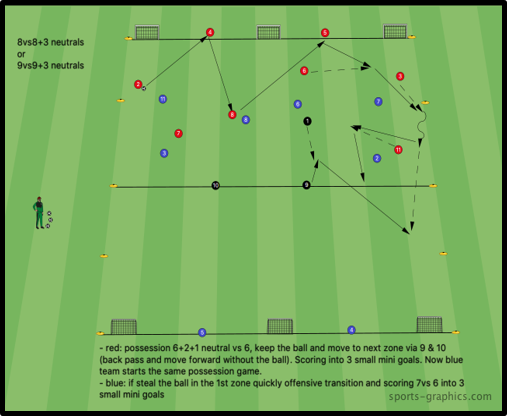 8vs8+3 neutrals
or
9vs9+3 neutrals
4
5
2
6
3
11
7
6
8
8
1
7
3
11
2
10
9
5
4
- red: possession 6+2+1 neutral vs 6, keep the ball and move to next zone via 9 & 10
(back pass and move forward without the ball). Scoring into 3 small mini goals. Now blue
team starts the same possession game.
- blue: if steal the ball in the 1st zone quickly offensive transition and scoring 7vs 6 into 3
small mini goals
sports-graphics.com